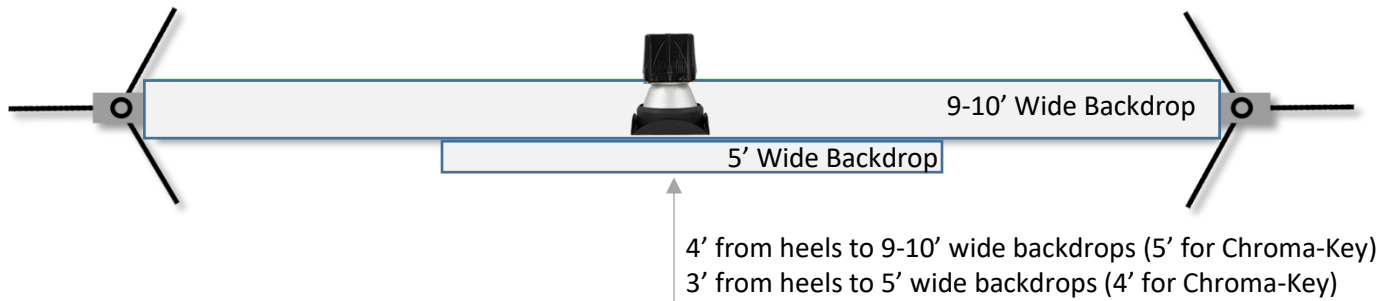 9-10’ Wide Backdrop
5’ Wide Backdrop
4’ from heels to 9-10’ wide backdrops (5’ for Chroma-Key)
3’ from heels to 5’ wide backdrops (4’ for Chroma-Key)